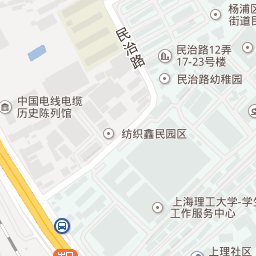 杨浦区
街道民
民治路
民治路12弄
17-23号楼
民治路幼稚园
中国电线电缆
历史陈列馆
纺织鑫民园区
上海理工大学-学生
工作服务中心
上理社区
出口